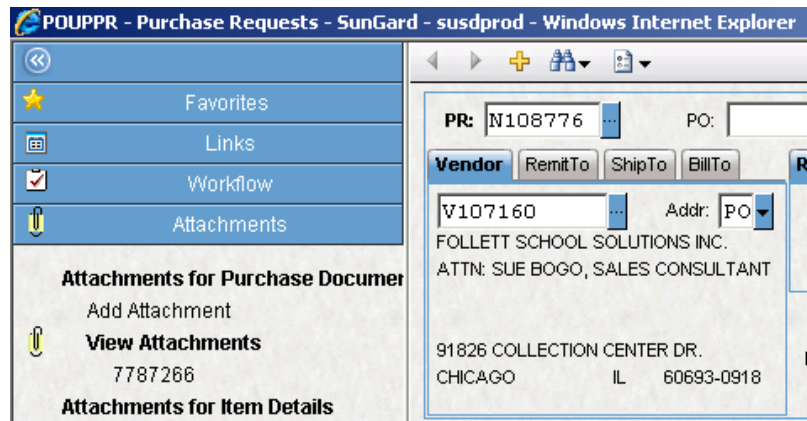 POUPPR - Purchase Requests - SunGard - susdprod - Windows Internet Explorer
Favorites
Links
Workflow
Attachments
Attachments for Purchase Documer
Add Attachment
View Attachments
7787266
Attachments for Item Details
PR: N108776 ... PO:
Vendor RemitTo ShipTo BillTo R
V107160 ... Addr: PO
FOLLETT SCHOOL SOLUTIONS INC.
ATTN: SUE BOGO, SALES CONSULTANT
91826 COLLECTION CENTER DR.
CHICAGO IL 60693-0918